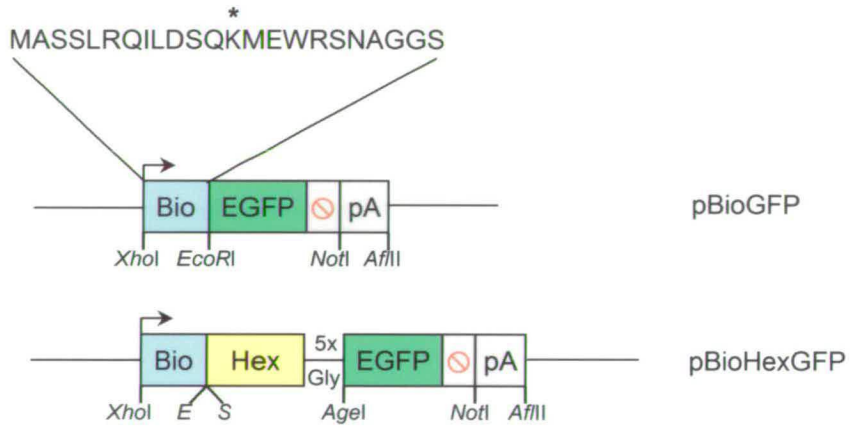 *
MASSLRQILDSQKMEWRSNAGGS
Bio EGFP pA pBioGFP
XhoI EcoRI NotI AflII
Bio Hex 5x Gly EGFP pA pBioHexGFP
XhoI E S AgeI NotI AflII